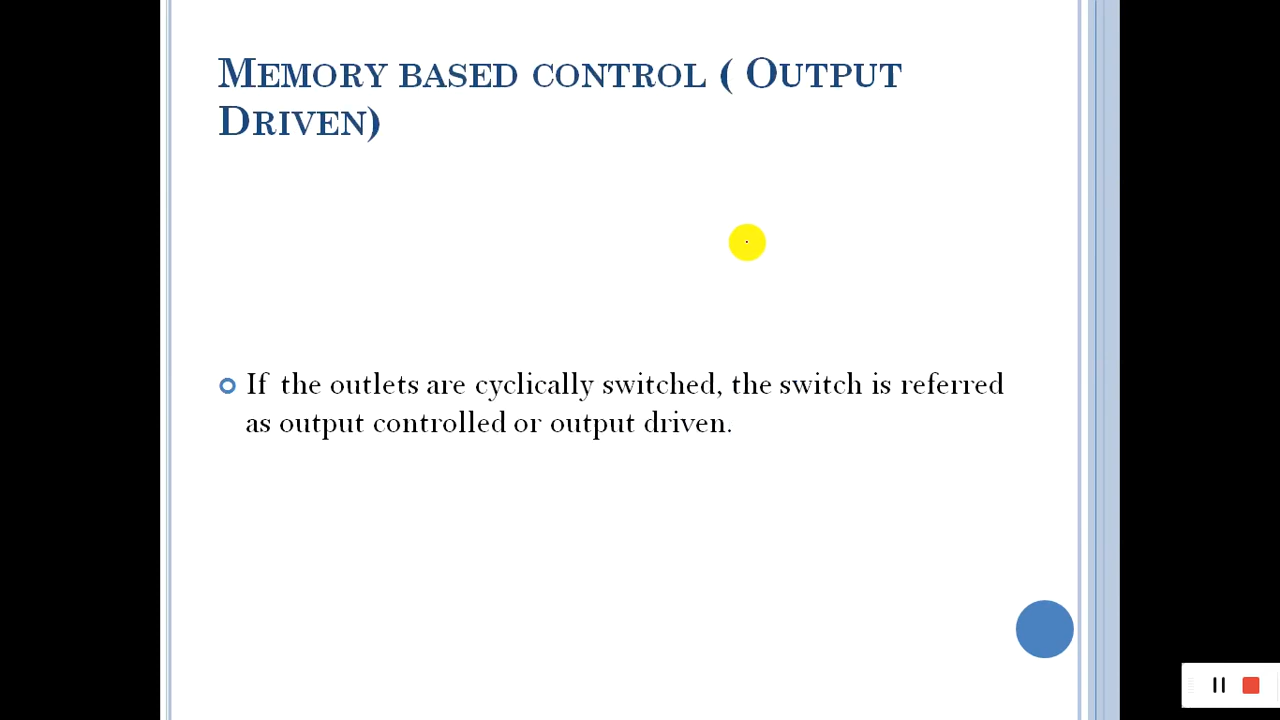 Memory based control ( Output
Driven)
If the outlets are cyclically switched, the switch is referred
as output controlled or output driven.